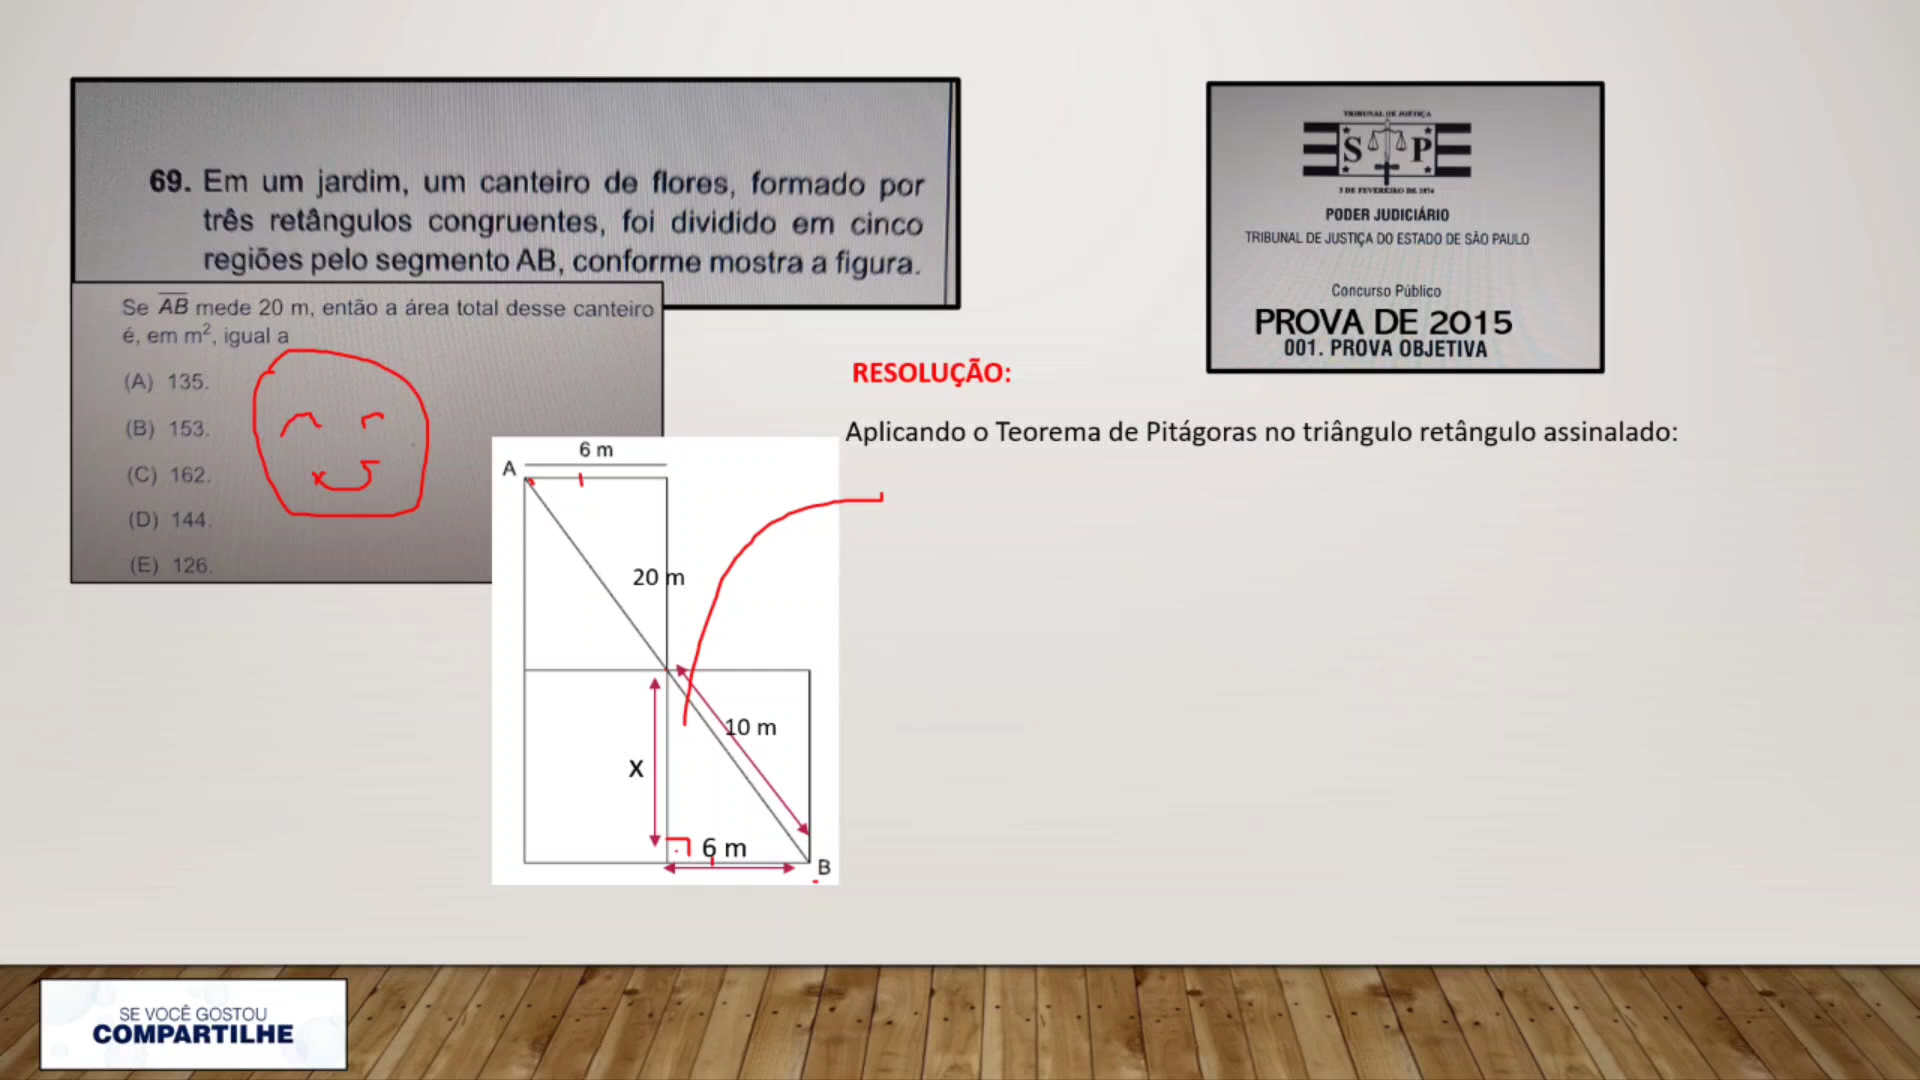 69. Em um jardim, um canteiro de flores, formado por
três retângulos congruentes, foi dividido em cinco
regiões pelo segmento AB, conforme mostra a figura.
Se AB mede 20 m, então a área total desse canteiro
é, em m², igual a
(A) 135.
(B) 153.
(C) 162.
(D) 144.
(E) 126.
TRIBUNAL DE JUSTIÇA
S P
3 DE FEVEREIRO DE 1874
PODER JUDICIÁRIO
TRIBUNAL DE JUSTIÇA DO ESTADO DE SÃO PAULO
Concurso Público
PROVA DE 2015
001. PROVA OBJETIVA
RESOLUÇÃO:
Aplicando o Teorema de Pitágoras no triângulo retângulo assinalado:
6 m
A
20 m
10 m
X
6 m
B
SE VOCÊ GOSTOU
COMPARTILHE